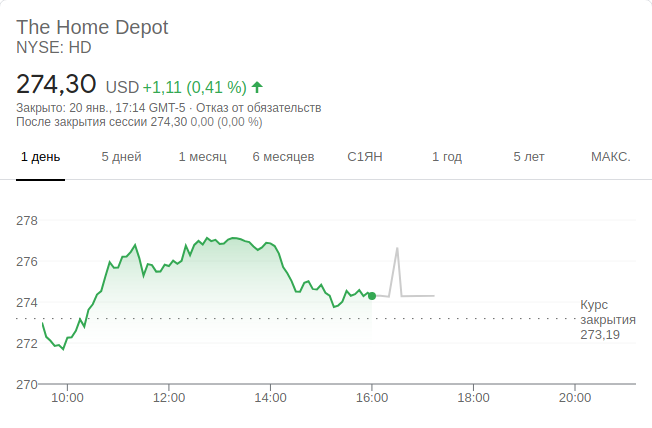 The Home Depot
NYSE: HD
274,30 USD +1,11 (0,41 %)
Закрыто: 20 янв., 17:14 GMT-5 · Отказ от обязательств
После закрытия сессии 274,30 0,00 (0,00 %)
1 день 5 дней 1 месяц 6 месяцев С1ЯН 1 год 5 лет МАКС.
278
276
274
272
270
Курс
закрытия
273,19
10:00 12:00 14:00 16:00 18:00 20:00